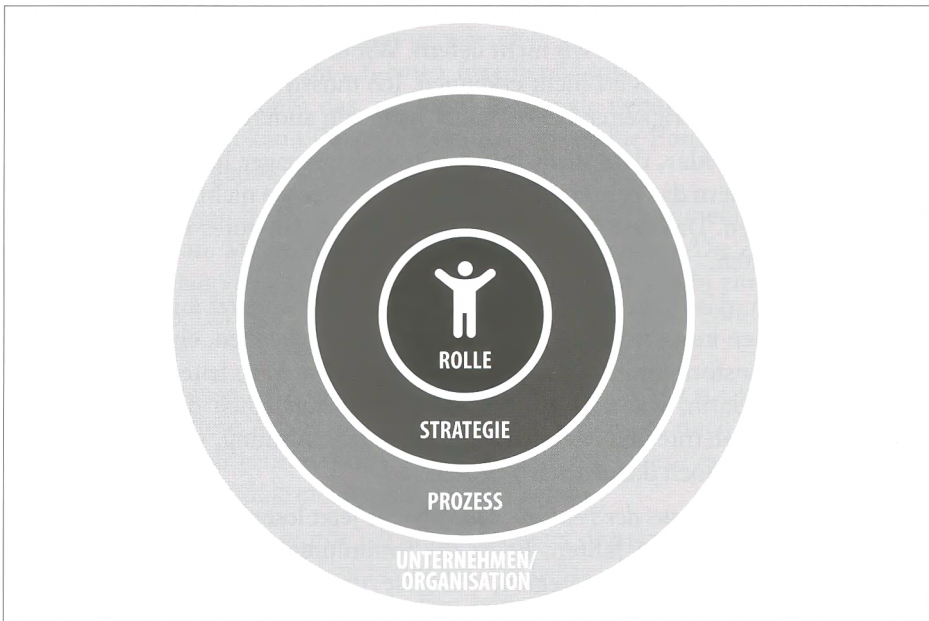 ROLLE
STRATEGIE
PROZESS
UNTERNEHMEN/
ORGANISATION